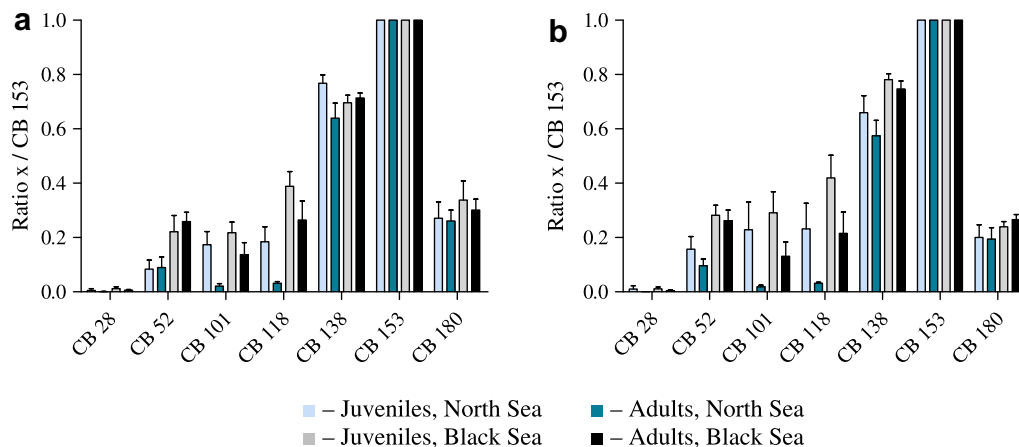 a
b
Ratio x / CB 153
1.0
0.8
0.6
0.4
0.2
0.0
CB 28
CB 52
CB 101
CB 118
CB 138
CB 153
CB 180
Ratio x / CB 153
1.0
0.8
0.6
0.4
0.2
0.0
CB 28
CB 52
CB 101
CB 118
CB 138
CB 153
CB 180
– Juveniles, North Sea
– Adults, North Sea
– Juveniles, Black Sea
– Adults, Black Sea